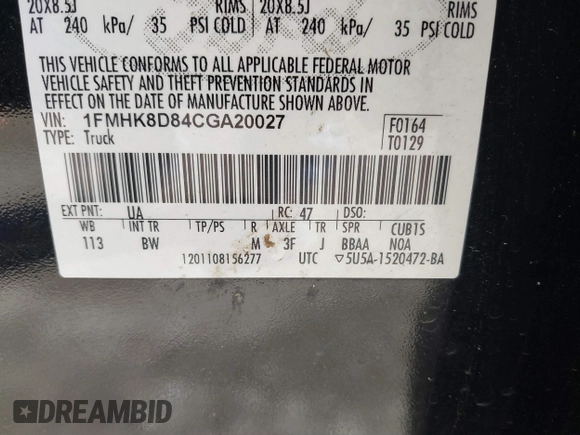 20X8.5J RIMS 20X8.5J RIMS
AT 240 kPa/ 35 PSI COLD AT 240 kPa/ 35 PSI COLD
THIS VEHICLE CONFORMS TO ALL APPLICABLE FEDERAL MOTOR
VEHICLE SAFETY AND THEFT PREVENTION STANDARDS IN
EFFECT ON THE DATE OF MANUFACTURE SHOWN ABOVE.
VIN: 1FMHK8D84CGA20027 F0164
TYPE: Truck T0129
EXT PNT: UA RC: 47 DSO:
WB INT TR TP/PS R AXLE TR SPR CUBTS
113 BW M 3F J BBAA NOA
1201108156277 UTC ▽5U5A-1520472-BA
DREAMBID